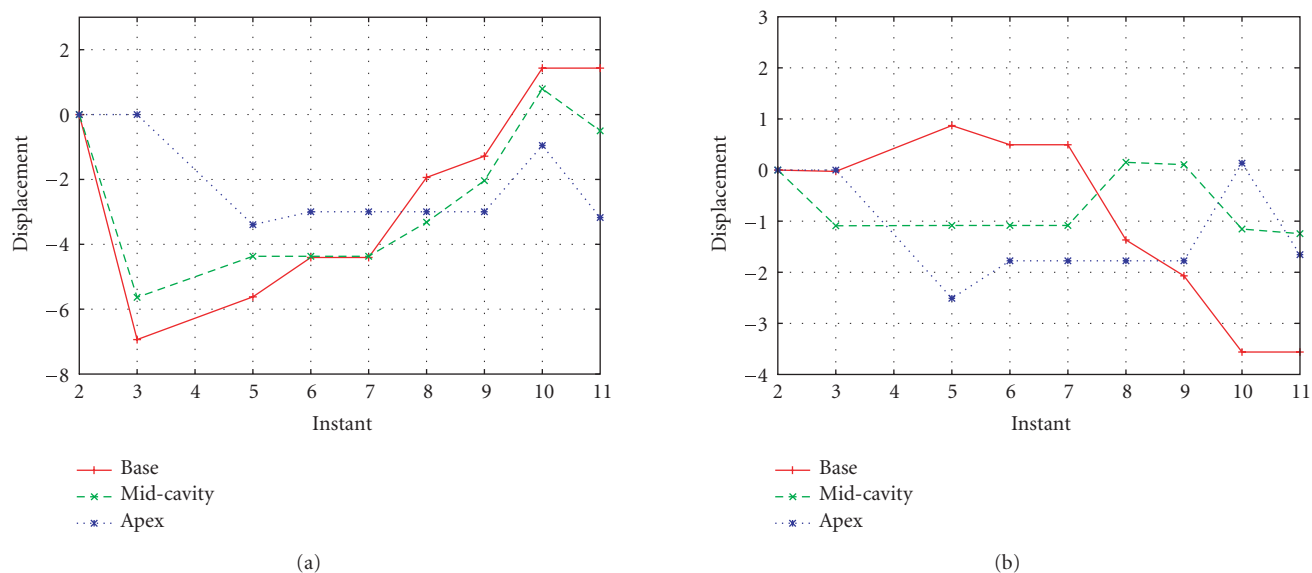 2
0
−2
−4
−6
−8
Displacement
2 3 4 5 6 7 8 9 10 11
Instant
Base
Mid-cavity
Apex
(a)
3
2
1
0
−1
−2
−3
−4
Displacement
2 3 4 5 6 7 8 9 10 11
Instant
Base
Mid-cavity
Apex
(b)